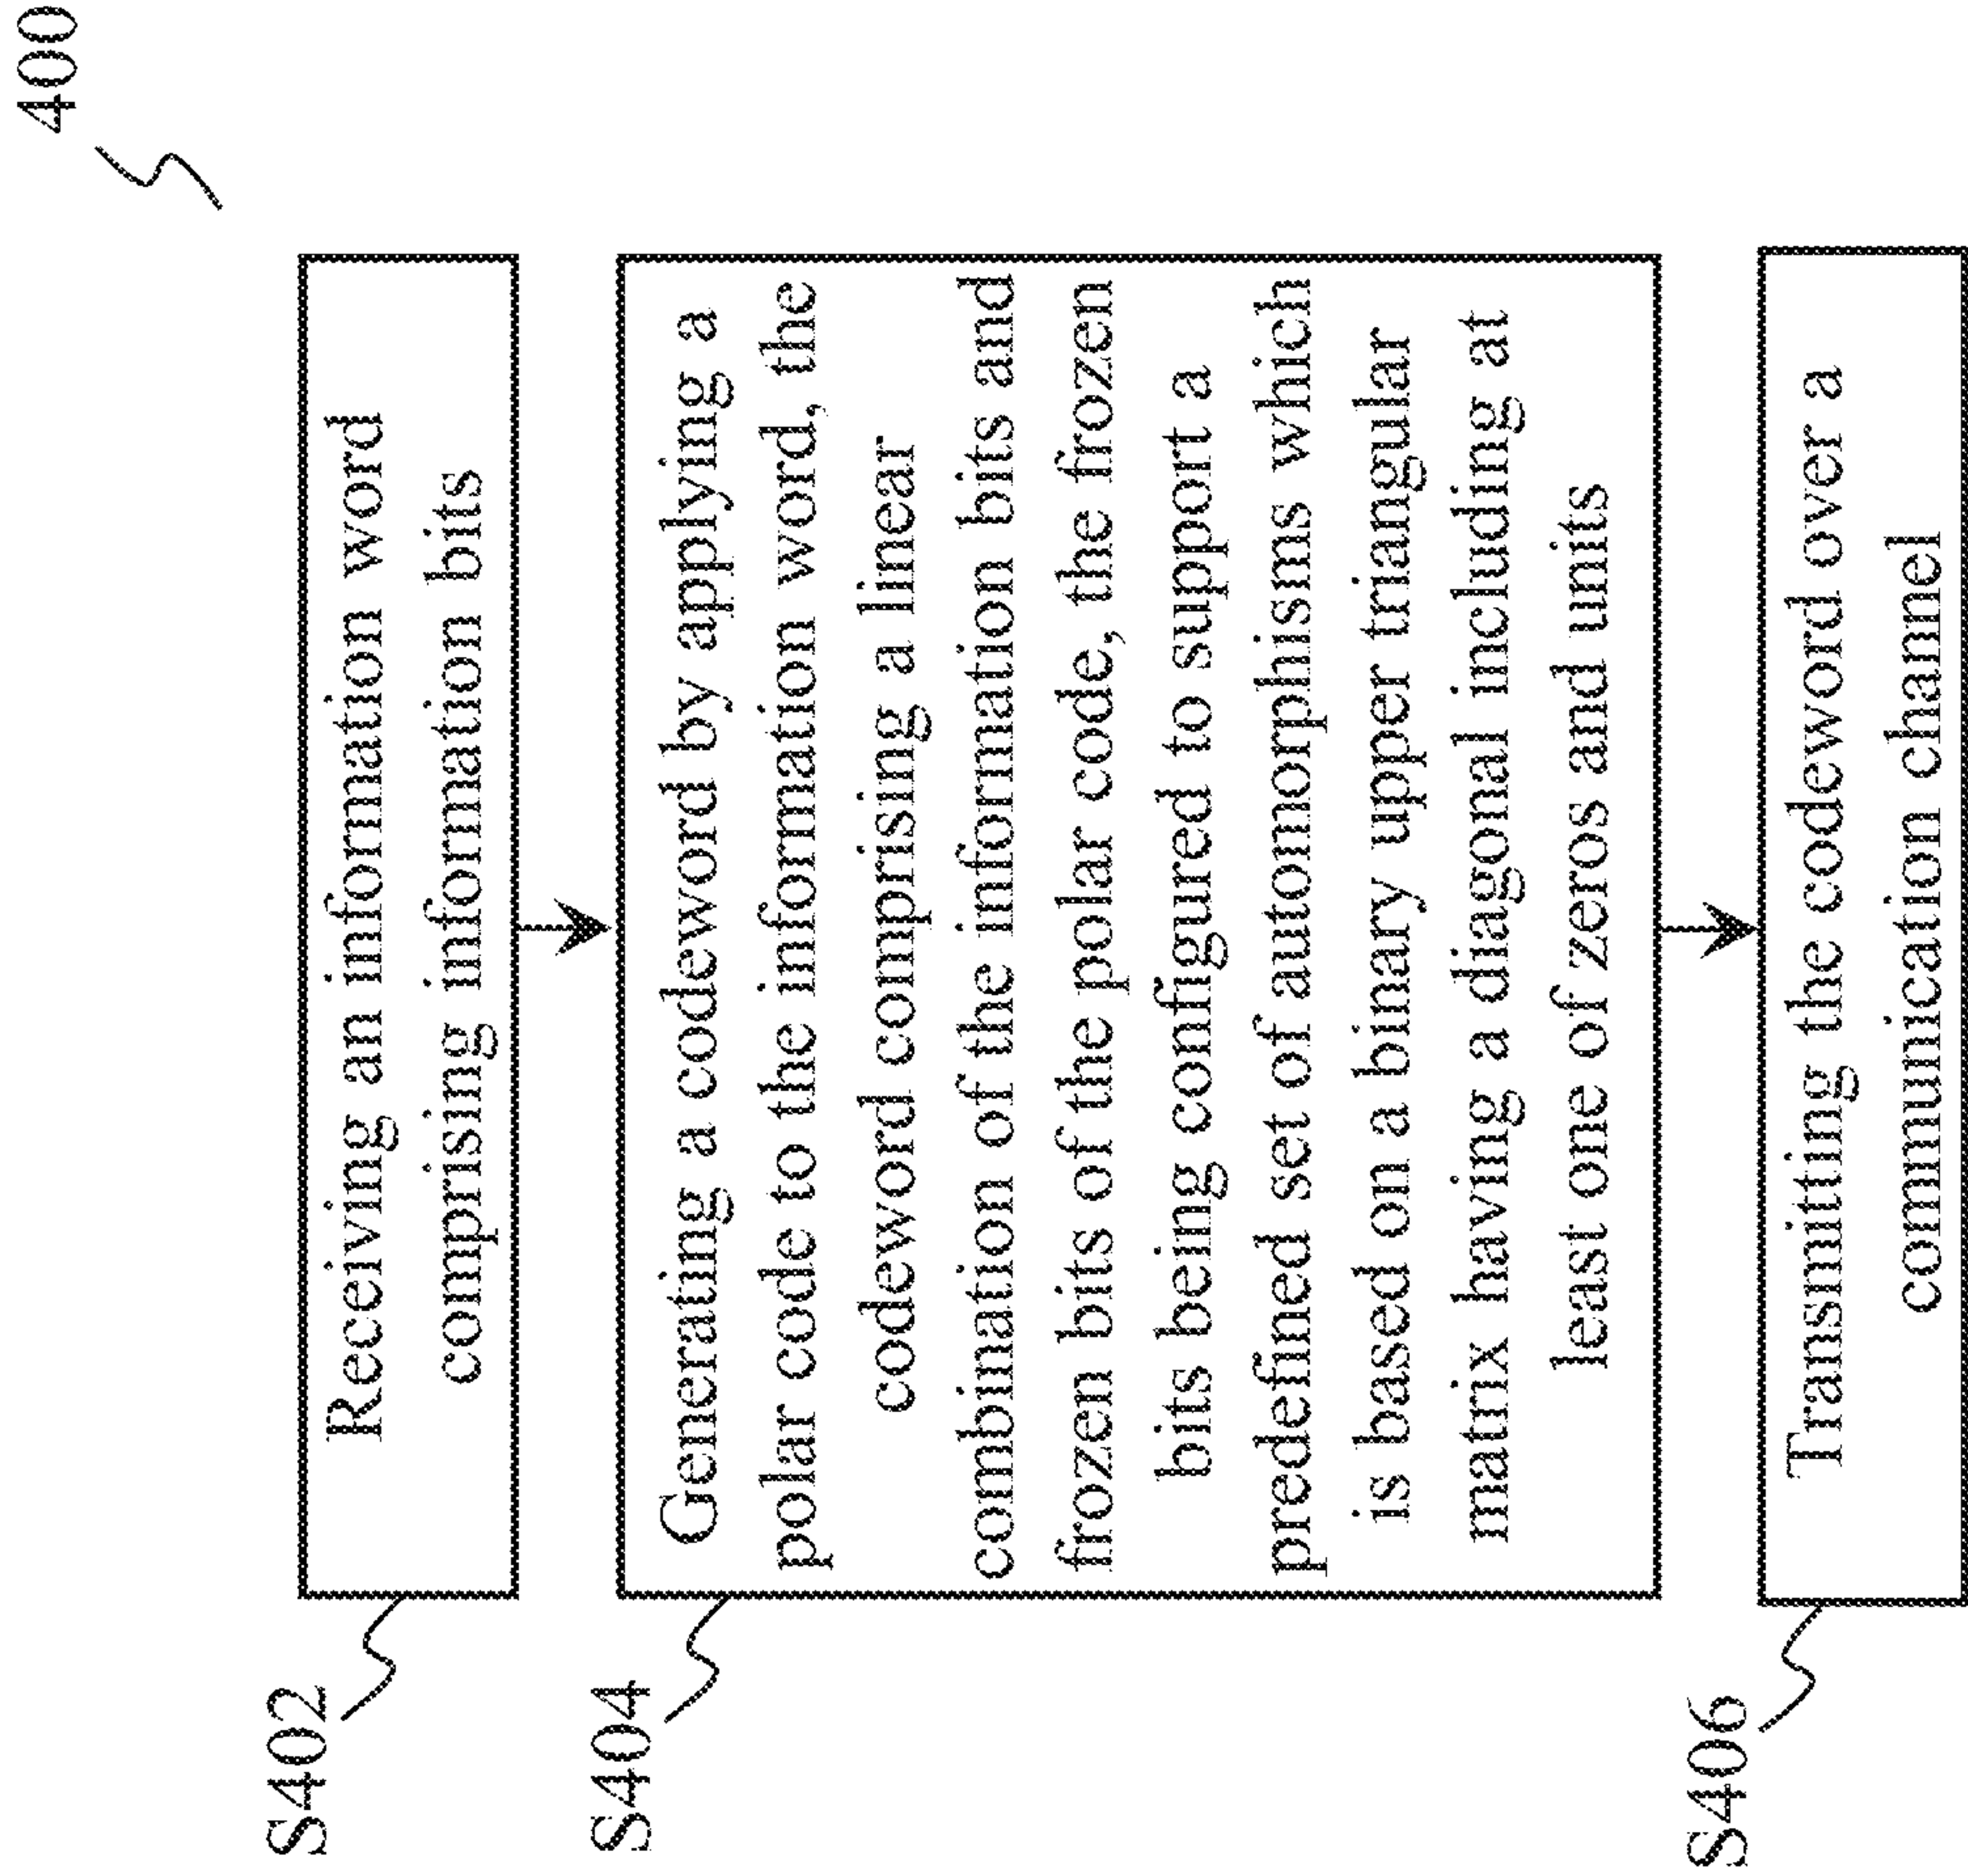 400
S402
Receiving an information word
comprising information bits
S404
Generating a codeword by applying a
polar code to the information word, the
codeword comprising a linear
combination of the information bits and
frozen bits of the polar code, the frozen
bits being configured to support a
predefined set of automorphisms which
is based on a binary upper triangular
matrix having a diagonal including at
least one of zeros and units
S406
Transmitting the codeword over a
communication channel